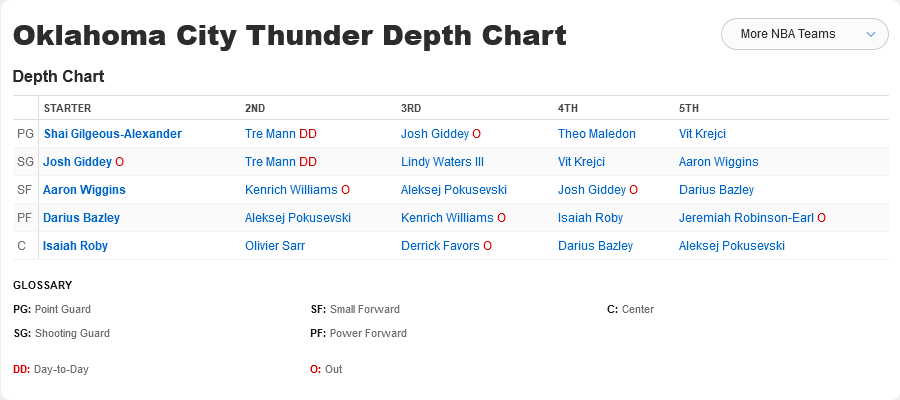 Oklahoma City Thunder Depth Chart
More NBA Teams
Depth Chart
STARTER 2ND 3RD 4TH 5TH
PG Shai Gilgeous-Alexander Tre Mann DD Josh Giddey O Theo Maledon Vit Krejci
SG Josh Giddey O Tre Mann DD Lindy Waters III Vit Krejci Aaron Wiggins
SF Aaron Wiggins Kenrich Williams O Aleksej Pokusevski Josh Giddey O Darius Bazley
PF Darius Bazley Aleksej Pokusevski Kenrich Williams O Isaiah Roby Jeremiah Robinson-Earl O
C Isaiah Roby Olivier Sarr Derrick Favors O Darius Bazley Aleksej Pokusevski
GLOSSARY
PG: Point Guard SF: Small Forward C: Center
SG: Shooting Guard PF: Power Forward
DD: Day-to-Day O: Out